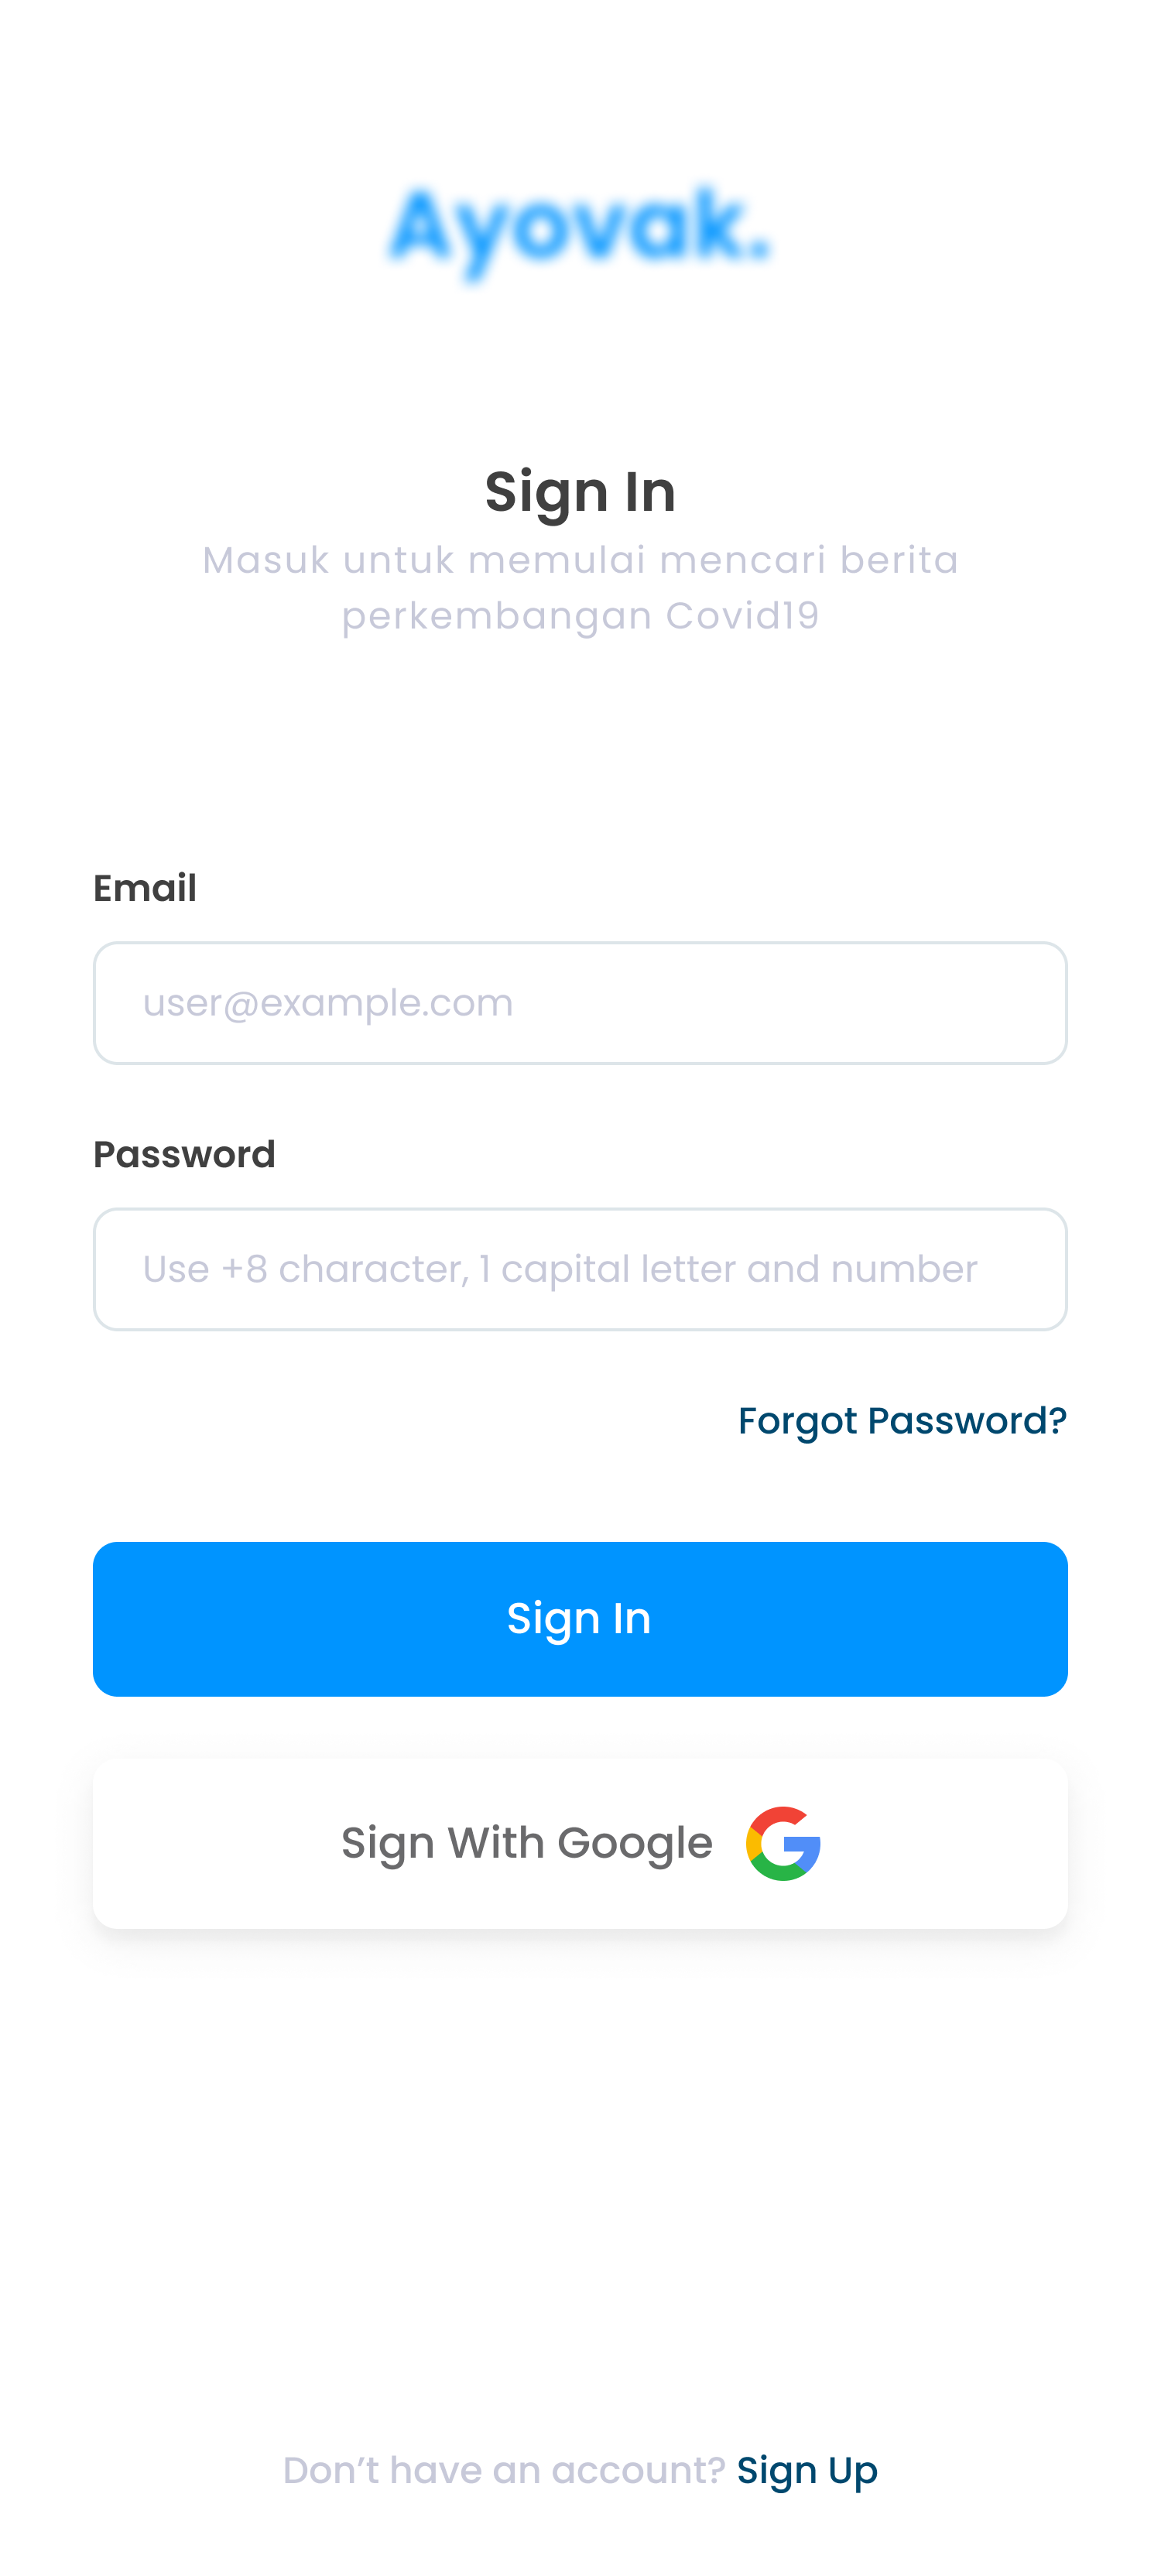 Ayovak.
Sign In
Masuk untuk memulai mencari berita
perkembangan Covid19
Email
user@example.com
Password
Use +8 character, 1 capital letter and number
Forgot Password?
Sign In
Sign With Google
Don’t have an account? Sign Up